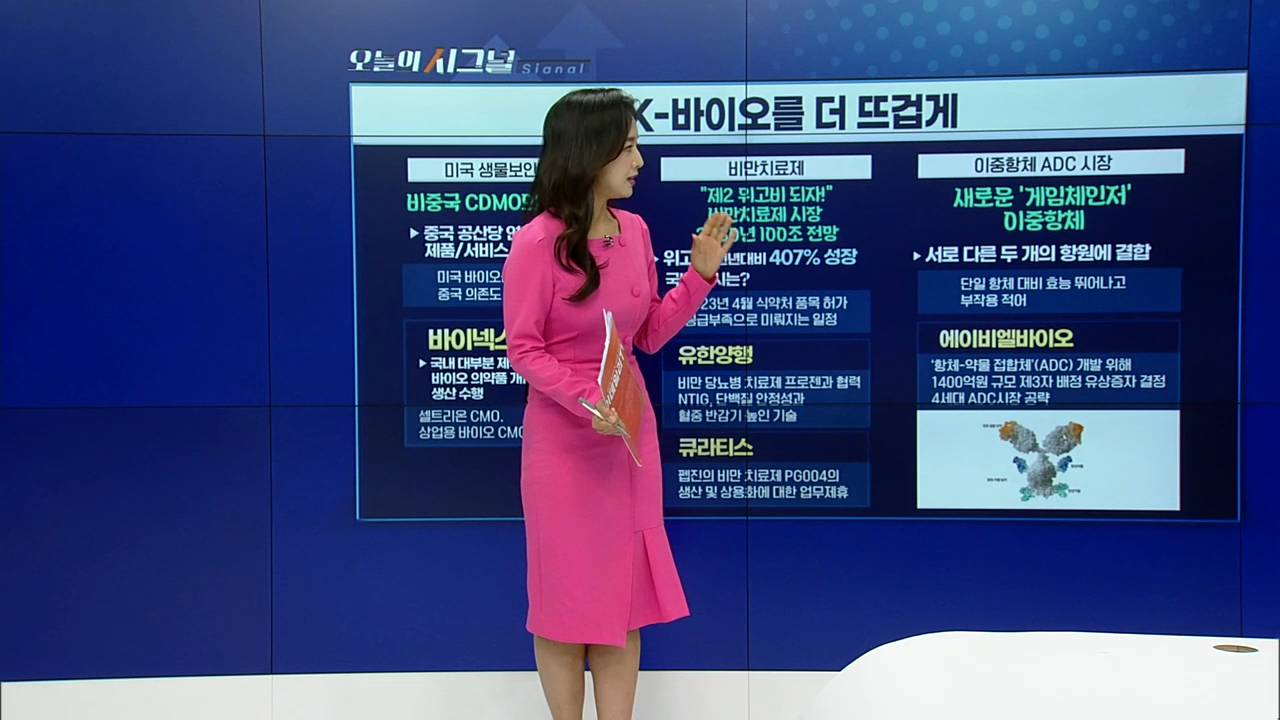 오늘의 시그널
Signal
K-바이오를 더 뜨겁게
미국 생물보안
비중국 CDMO
▶ 중국 공산당
제품/서비스
미국 바이오
중국 의존도
바이넥스
▶ 국내 대부분
바이오 의약품
생산 수행
셀트리온 CMO,
상업용 바이오 CMO
비만치료제
"제2 위고비 되자!"
비만치료제 시장
년 100조 전망
위고 년대비 407% 성장
시는?
23년 4월 식약처 품목 허가
공급부족으로 미뤄지는 일정
유한양행
비만 당뇨병 치료제 프로젠과 협력
NTIG, 단백질 안정성과
혈중 반감기 높인 기술
큐라티스
펩진의 비만 치료제 PG004의
생산 및 상용화에 대한 업무제휴
이중항체 ADC 시장
새로운 '게임체인저'
이중항체
▶ 서로 다른 두 개의 항원에 결합
단일 항체 대비 효능 뛰어나고
부작용 적어
에이비엘바이오
'항체-약물 접합체'(ADC) 개발 위해
1400억원 규모 제3자 배정 유상증자 결정
4세대 ADC시장 공략